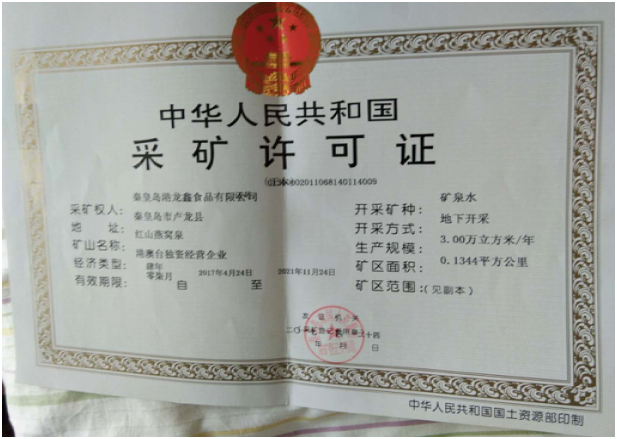 中华人民共和国
采矿许可证
02011068140114009
采矿权人：秦皇岛港龙鑫食品有限公司
地址：秦皇岛市卢龙县
矿山名称：红山燕窝泉
经济类型：港澳台独资经营企业
有效期限：肆年零柒月 自 2017年4月24日 至 2021年11月24日
开采矿种：矿泉水
开采方式：地下开采
生产规模：3.00万立方米/年
矿区面积：0.1344平方公里
矿区范围：（见副本）
发证机关
年 月 日
中华人民共和国国土资源部印制